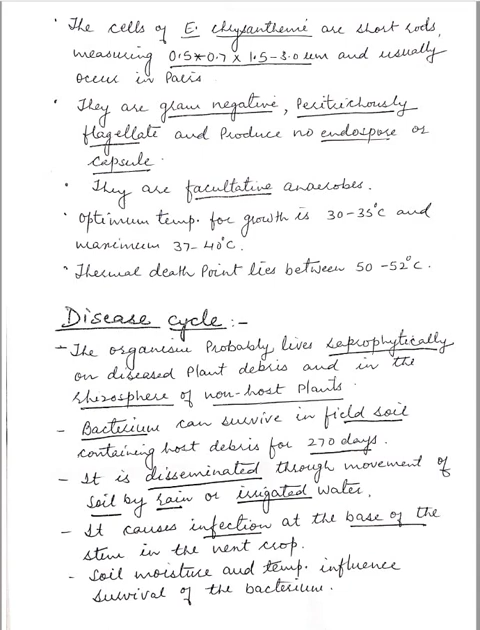 · The cells of E. chrysanthemi are short rods,
measuring 0.5*0.7 x 1.5-3.0 um and usually
occur in Pairs
· They are gram negative, Peritrichously
flagellate and Produce no endospore or
capsule.
· They are facultative anaerobes.
· Optimum temp. for growth is 30-35°c and
maximum 37-40°c.
· Thermal death Point lies between 50-52°c.
Disease cycle:-
- The organism Probably lives saprophytically
on diseased Plant debris and in the
rhizosphere of non-host Plants.
- Bacterium can survive in field soil
containing host debris for 270 days.
- It is disseminated through movement of
soil by rain or irrigated water.
- It causes infection at the base of the
stem in the next crop.
- Soil moisture and temp. influence
survival of the bacterium.